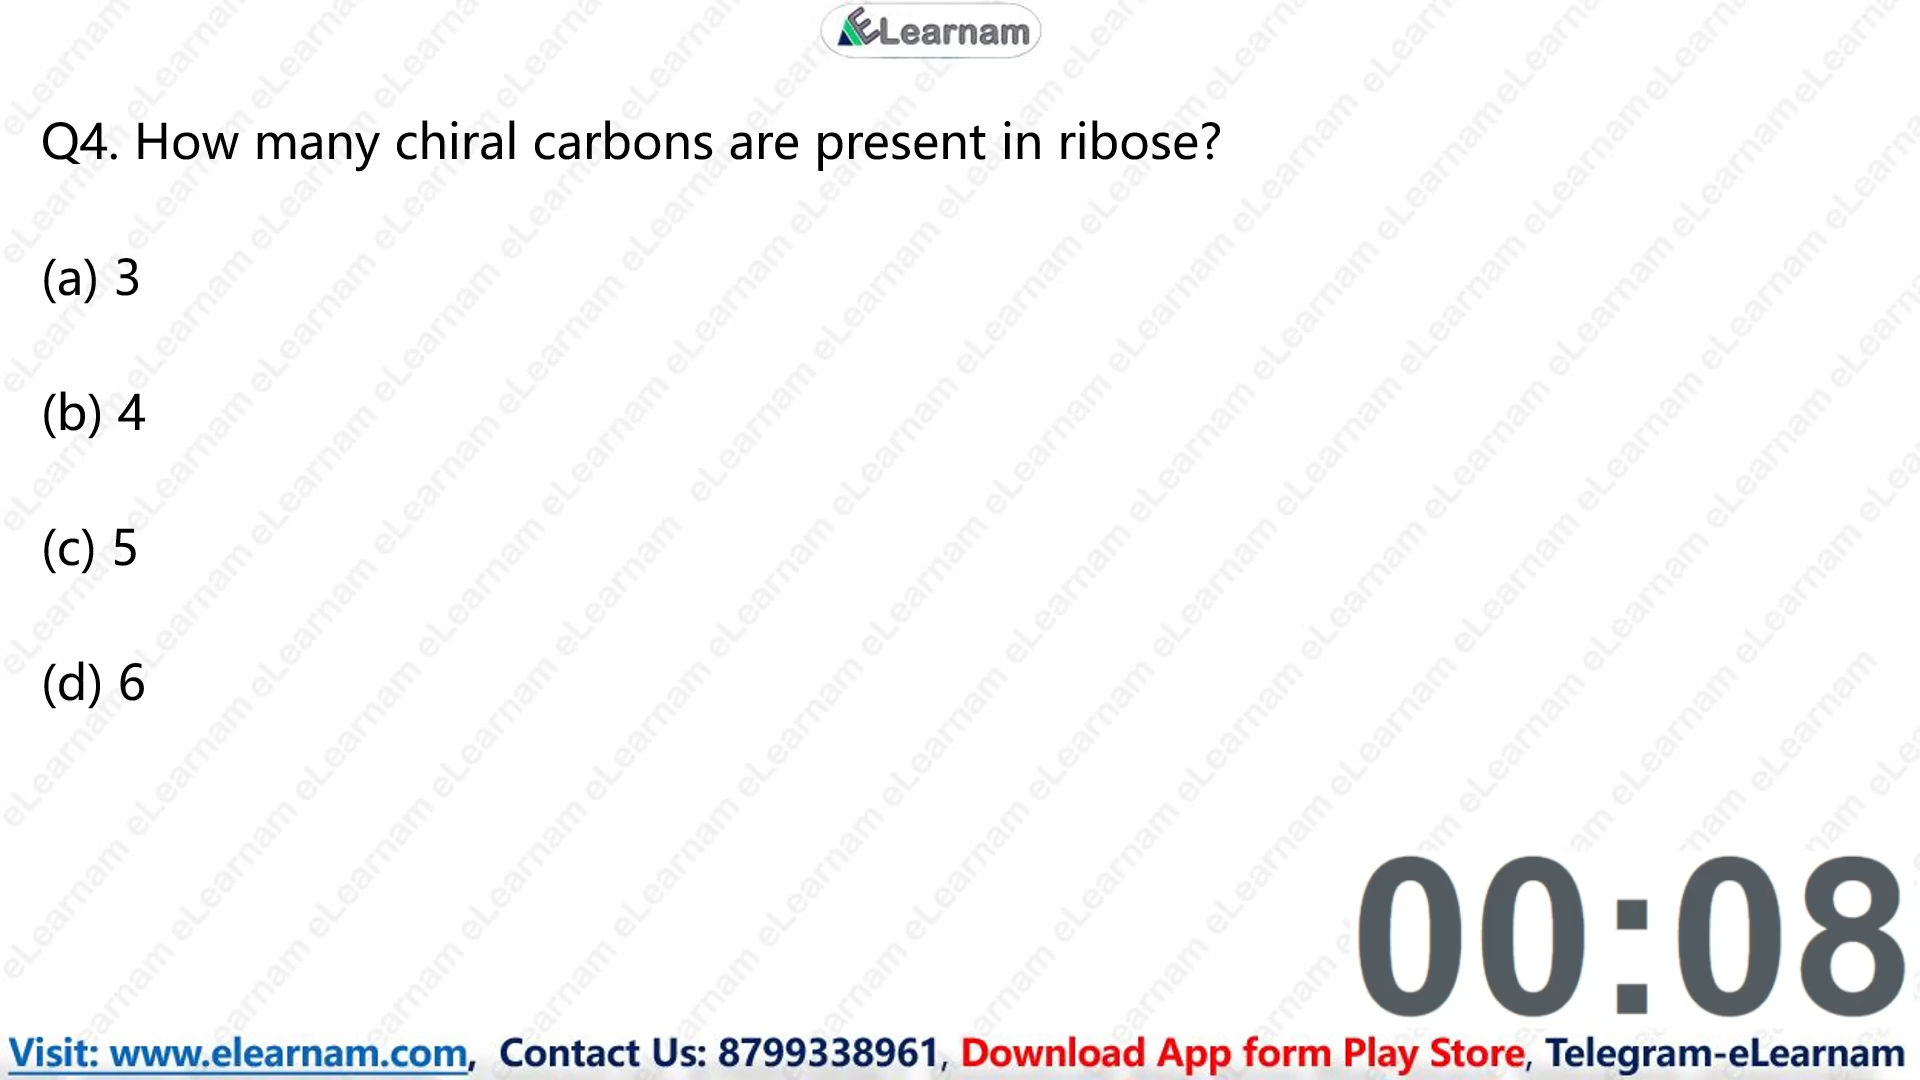 ELearnam
Q4. How many chiral carbons are present in ribose?
(a) 3
(b) 4
(c) 5
(d) 6
00:08
Visit: www.elearnam.com, Contact Us: 8799338961, Download App form Play Store, Telegram-eLearnam